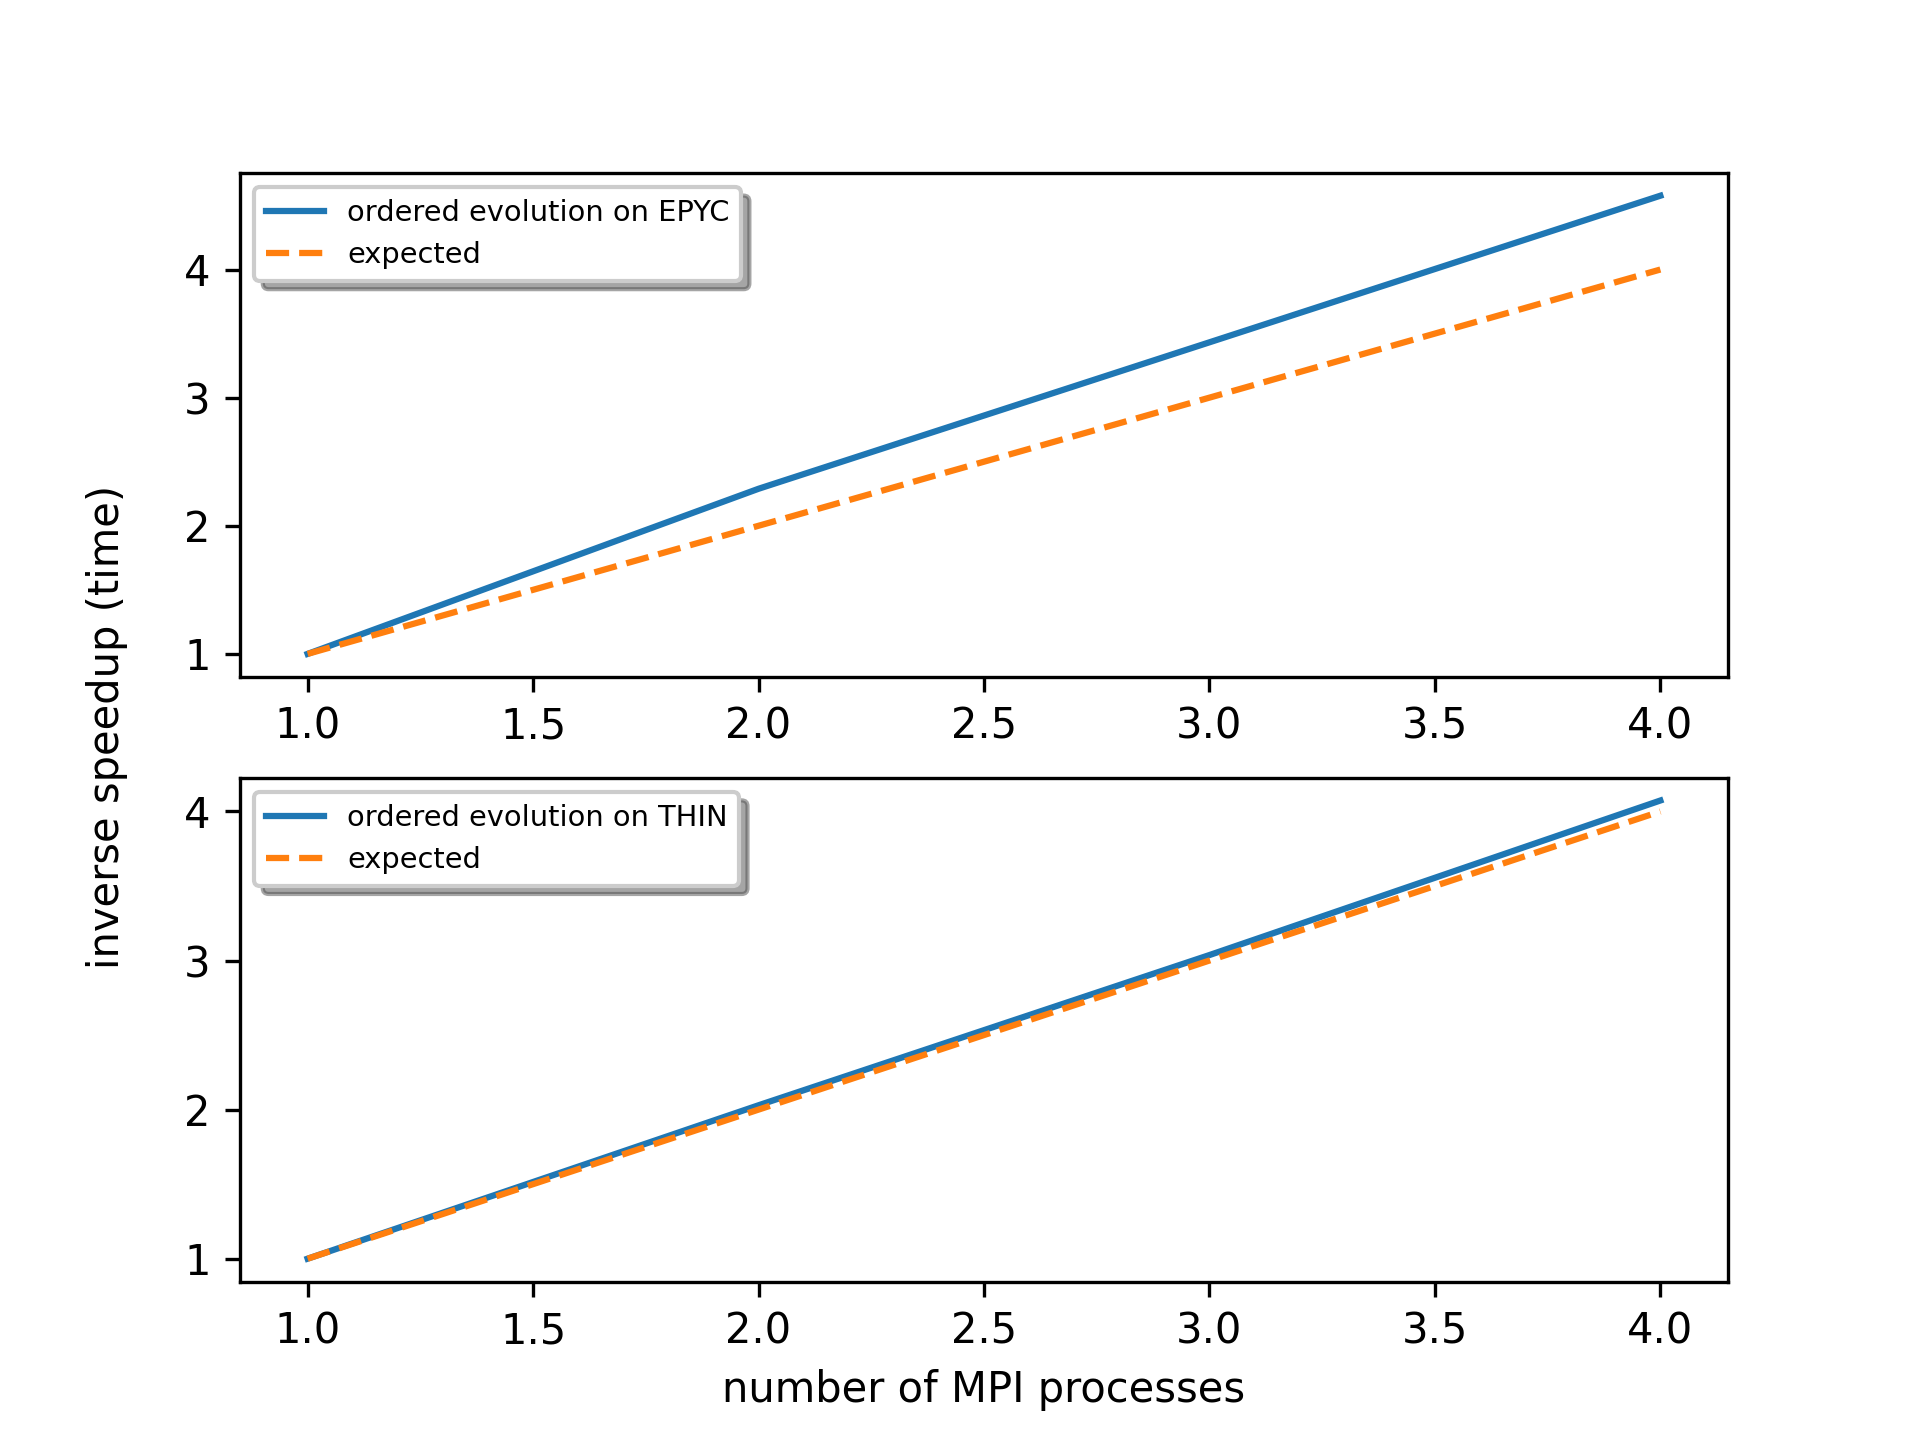 ordered evolution on EPYC
expected
4
3
2
1
1.0 1.5 2.0 2.5 3.0 3.5 4.0
inverse speedup (time)
ordered evolution on THIN
expected
4
3
2
1
1.0 1.5 2.0 2.5 3.0 3.5 4.0
number of MPI processes